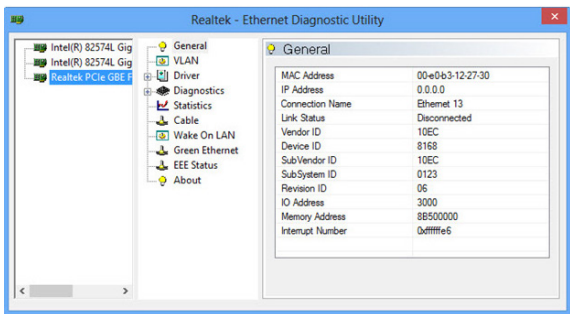 Realtek - Ethernet Diagnostic Utility
Intel(R) 82574L Gig
Intel(R) 82574L Gig
Realtek PCIe GBE F
General
VLAN
Driver
Diagnostics
Statistics
Cable
Wake On LAN
Green Ethernet
EEE Status
About
General
MAC Address 00-e0-b3-12-27-30
IP Address 0.0.0.0
Connection Name Ethernet 13
Link Status Disconnected
Vendor ID 10EC
Device ID 8168
SubVendor ID 10EC
SubSystem ID 0123
Revision ID 06
IO Address 3000
Memory Address 8B500000
Interrupt Number 0xffffffe6